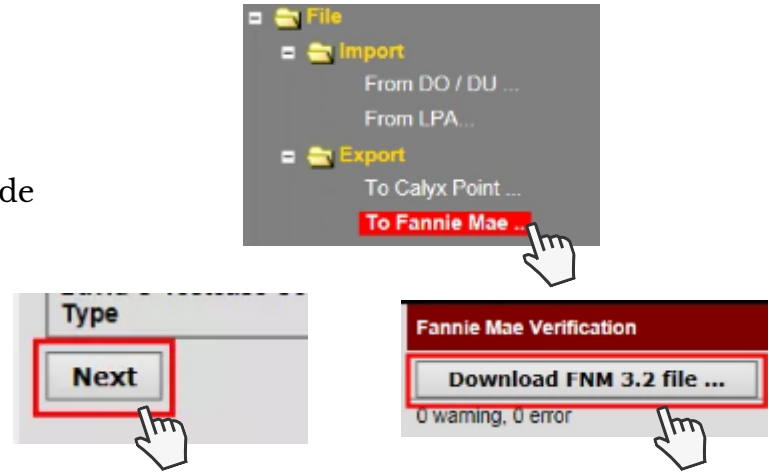 File
Import
From DO / DU ...
From LPA...
Export
To Calyx Point ...
de
To Fannie Mae ..
Type
Next
Fannie Mae Verification
Download FNM 3.2 file ...
0 warning, 0 error